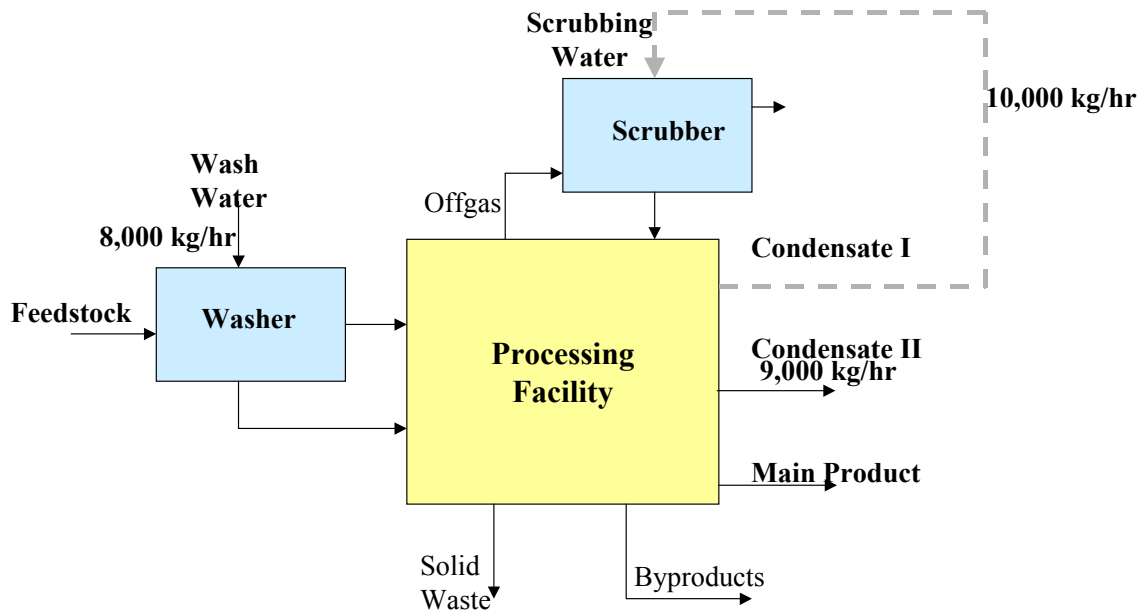 Scrubbing
Water
10,000 kg/hr
Scrubber
Wash
Water
Offgas
8,000 kg/hr
Condensate I
Feedstock
Washer
Processing
Facility
Condensate II
9,000 kg/hr
Main Product
Solid
Waste
Byproducts